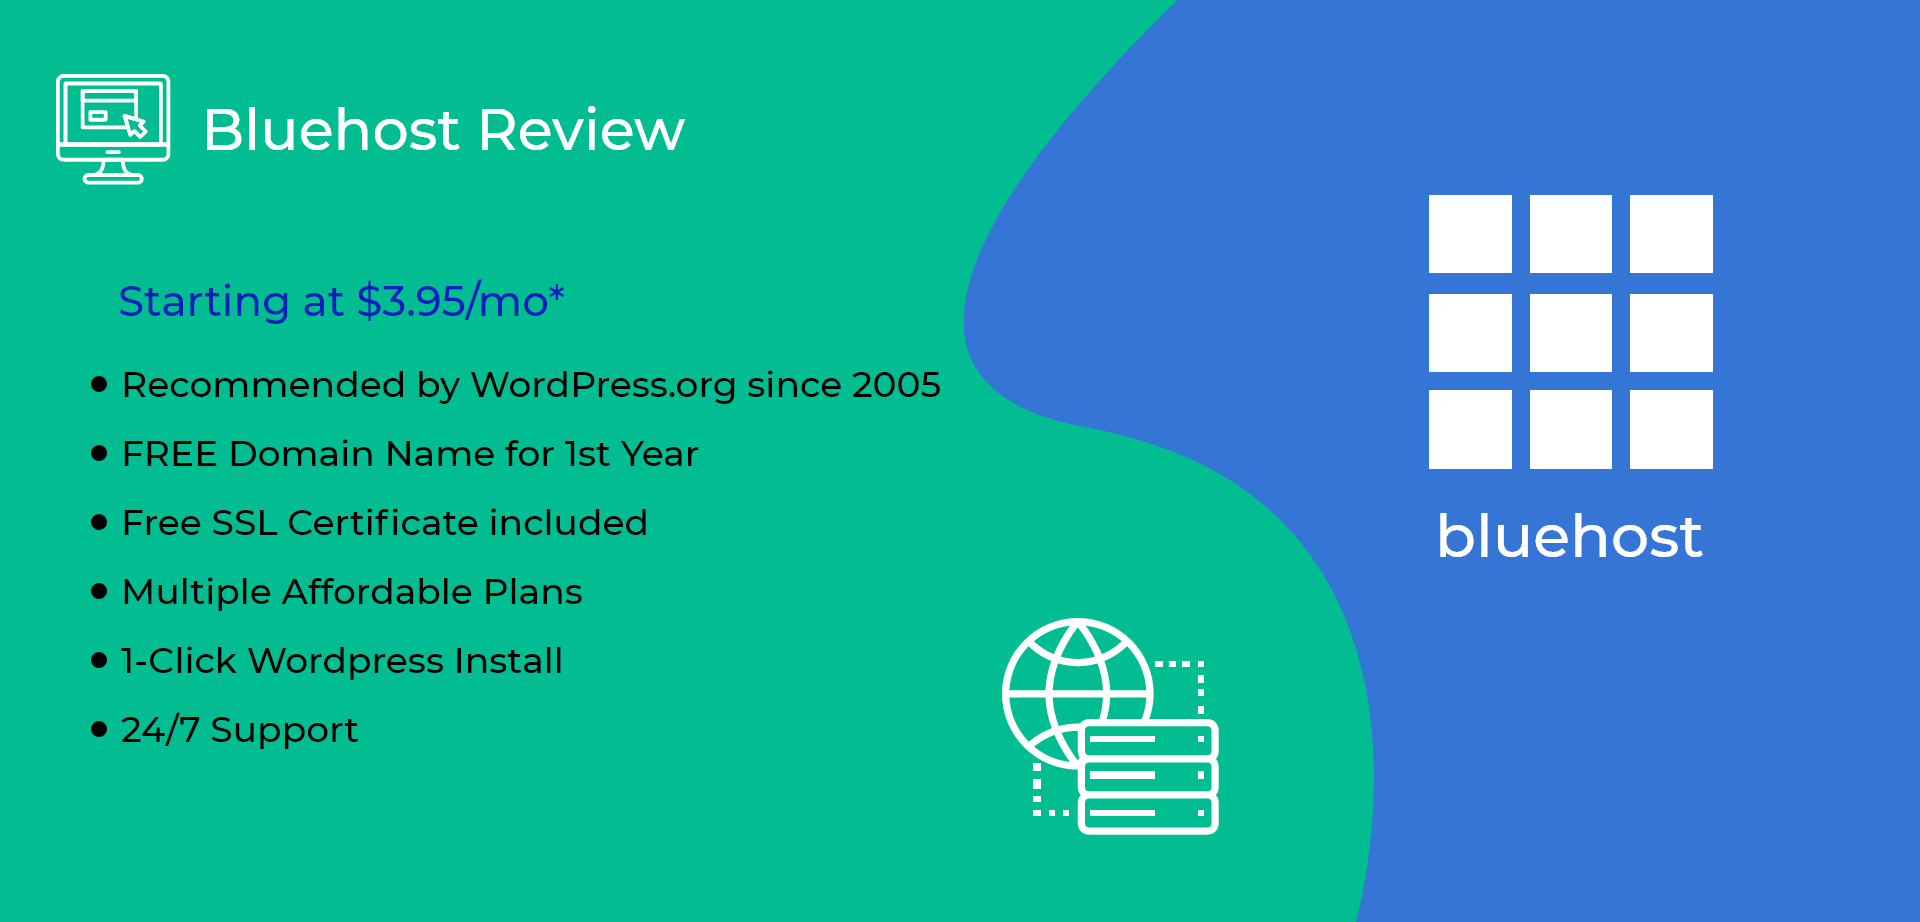 Bluehost Review
Starting at $3.95/mo*
Recommended by WordPress.org since 2005
FREE Domain Name for 1st Year
Free SSL Certificate included
Multiple Affordable Plans
1-Click Wordpress Install
24/7 Support
bluehost